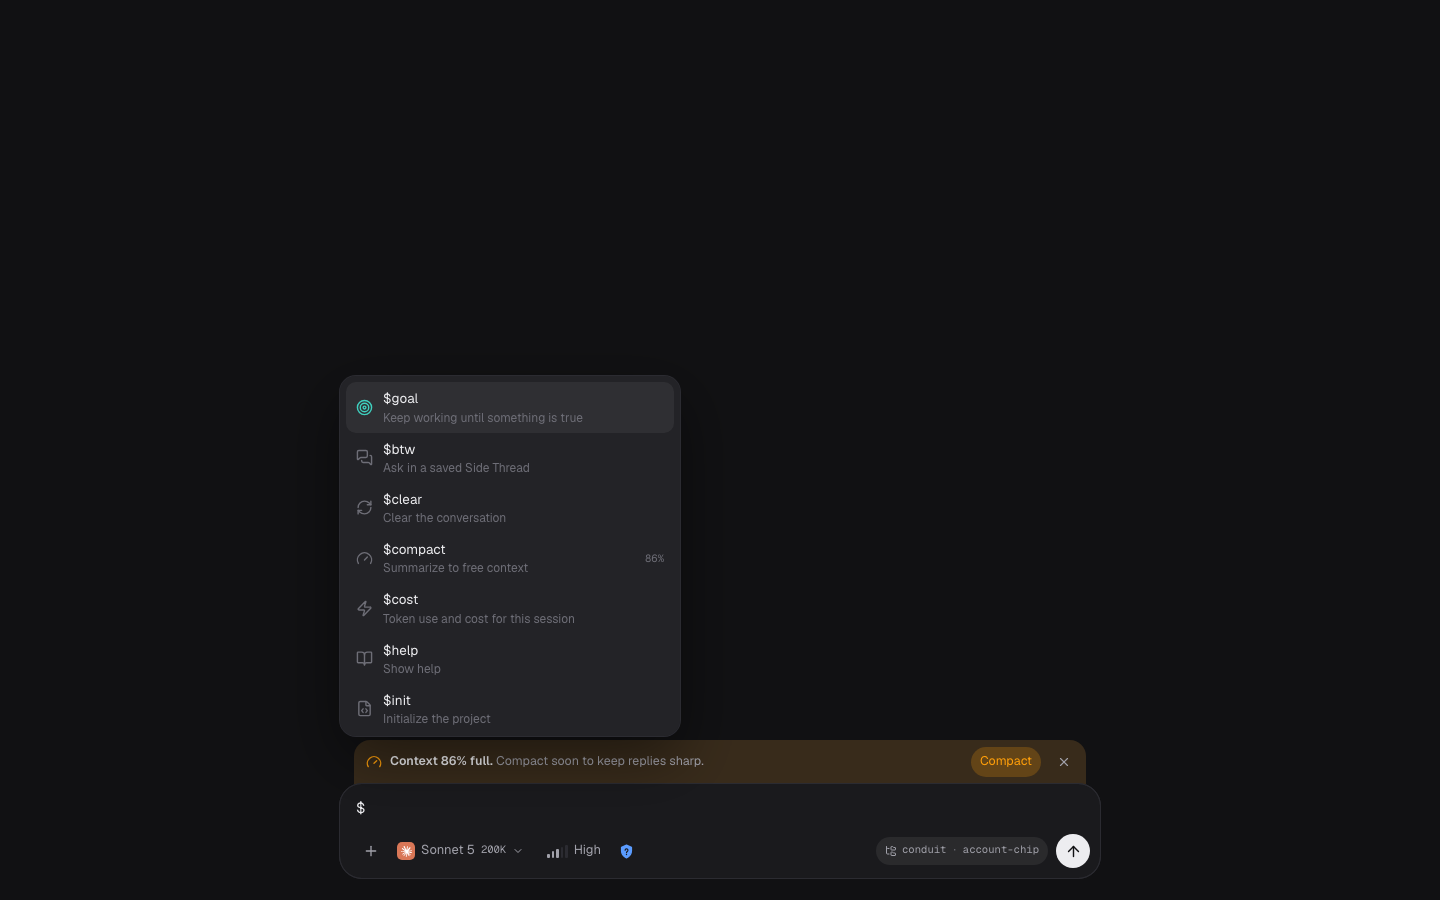 $goal
Keep working until something is true
$btw
Ask in a saved Side Thread
$clear
Clear the conversation
$compact
Summarize to free context
86%
$cost
Token use and cost for this session
$help
Show help
$init
Initialize the project
Context 86% full. Compact soon to keep replies sharp.
Compact
$
Sonnet 5 200K
High
conduit · account-chip